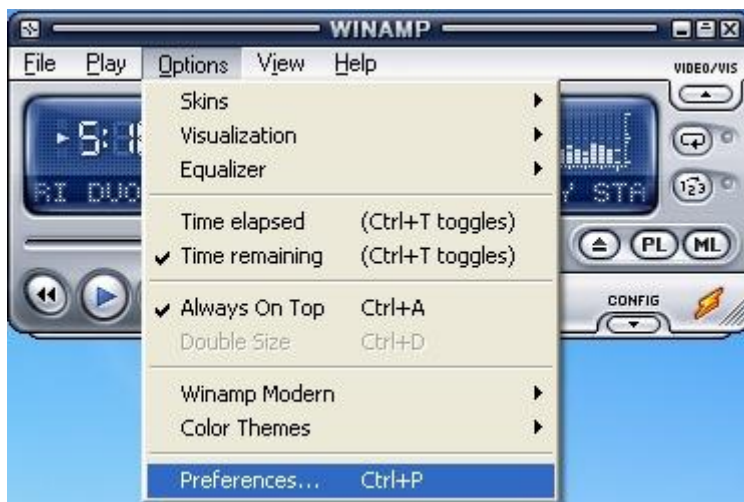 WINAMP
File Play Options View Help
VIDEO/VIS
Skins
Visualization
Equalizer
Time elapsed (Ctrl+T toggles)
Time remaining (Ctrl+T toggles)
Always On Top Ctrl+A
Double Size Ctrl+D
Winamp Modern
Color Themes
Preferences... Ctrl+P
123
PL ML
CONFIG